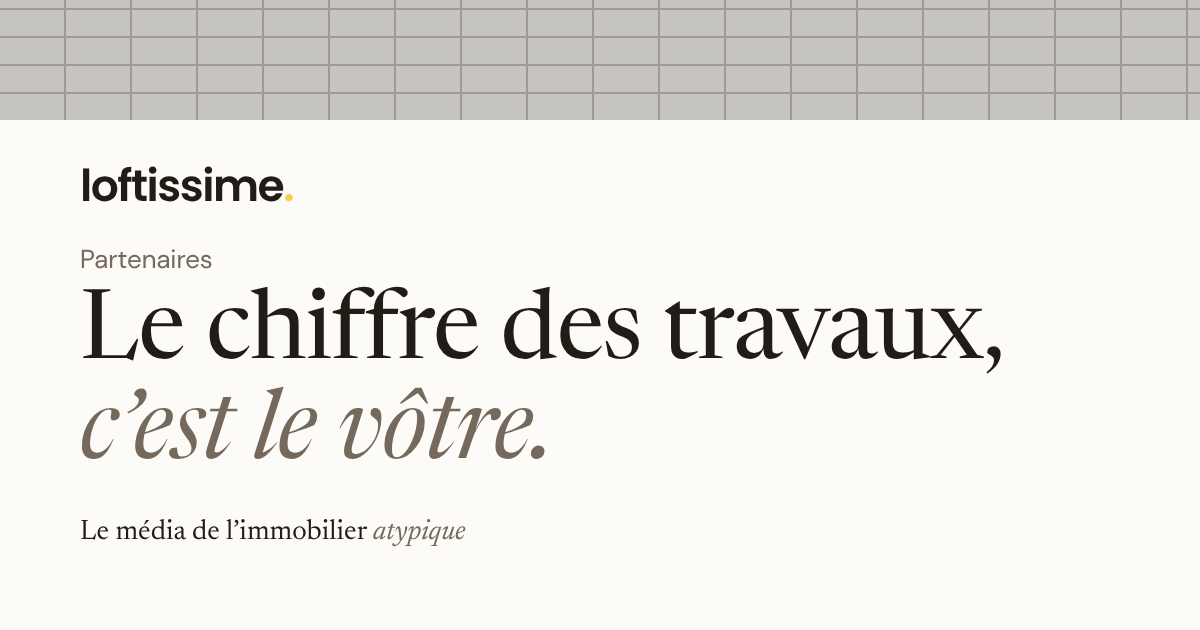 loftissime.
Partenaires
Le chiffre des travaux,
c’est le vôtre.
Le média de l’immobilier atypique